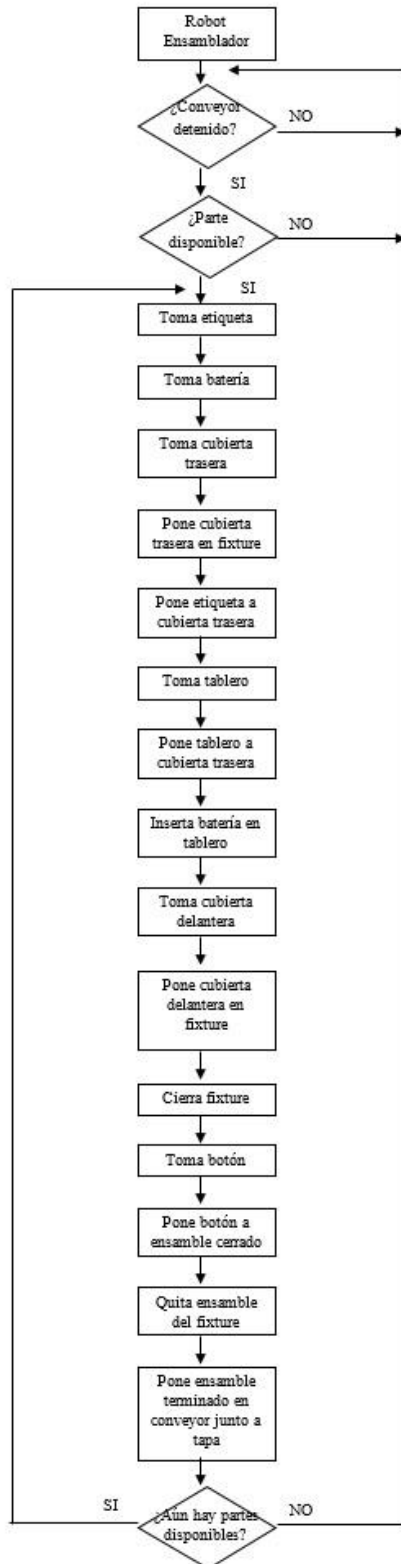 Robot
Ensamblador
¿Conveyor
detenido?
NO
SI
¿Parte
disponible?
NO
SI
Toma etiqueta
Toma batería
Toma cubierta
trasera
Pone cubierta
trasera en fixture
Pone etiqueta a
cubierta trasera
Toma tablero
Pone tablero a
cubierta trasera
Inserta batería en
tablero
Toma cubierta
delantera
Pone cubierta
delantera en
fixture
Cierra fixture
Toma botón
Pone botón a
ensamble cerrado
Quita ensamble
del fixture
Pone ensamble
terminado en
conveyor junto a
tapa
SI
¿Aún hay partes
disponibles?
NO